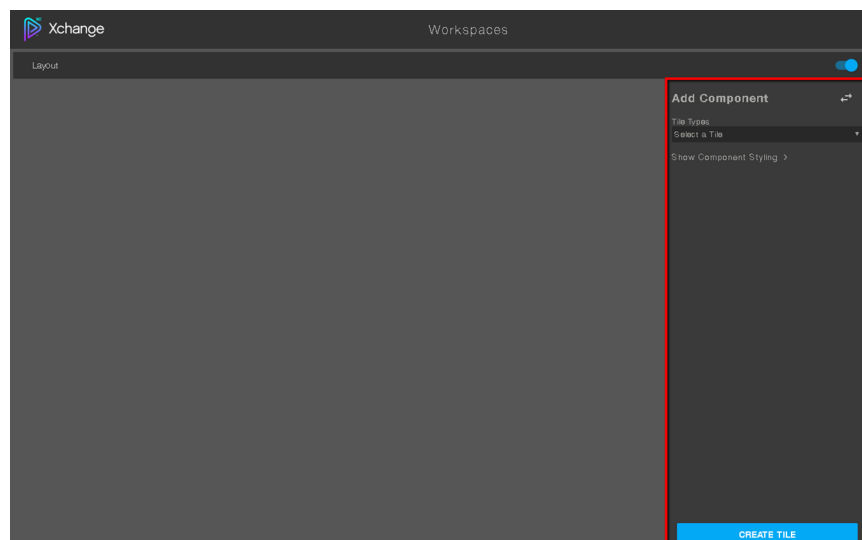 Xchange
Workspaces
Layout
Add Component
Tile Types
Select a Tile
Show Component Styling >
CREATE TILE